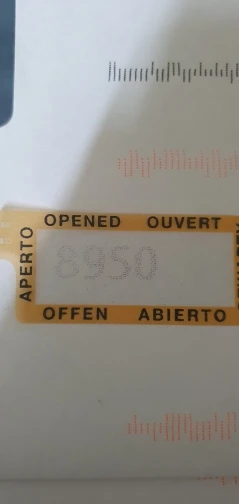 OPENED OUVERT
APERTO
8950
OFFEN ABIERTO